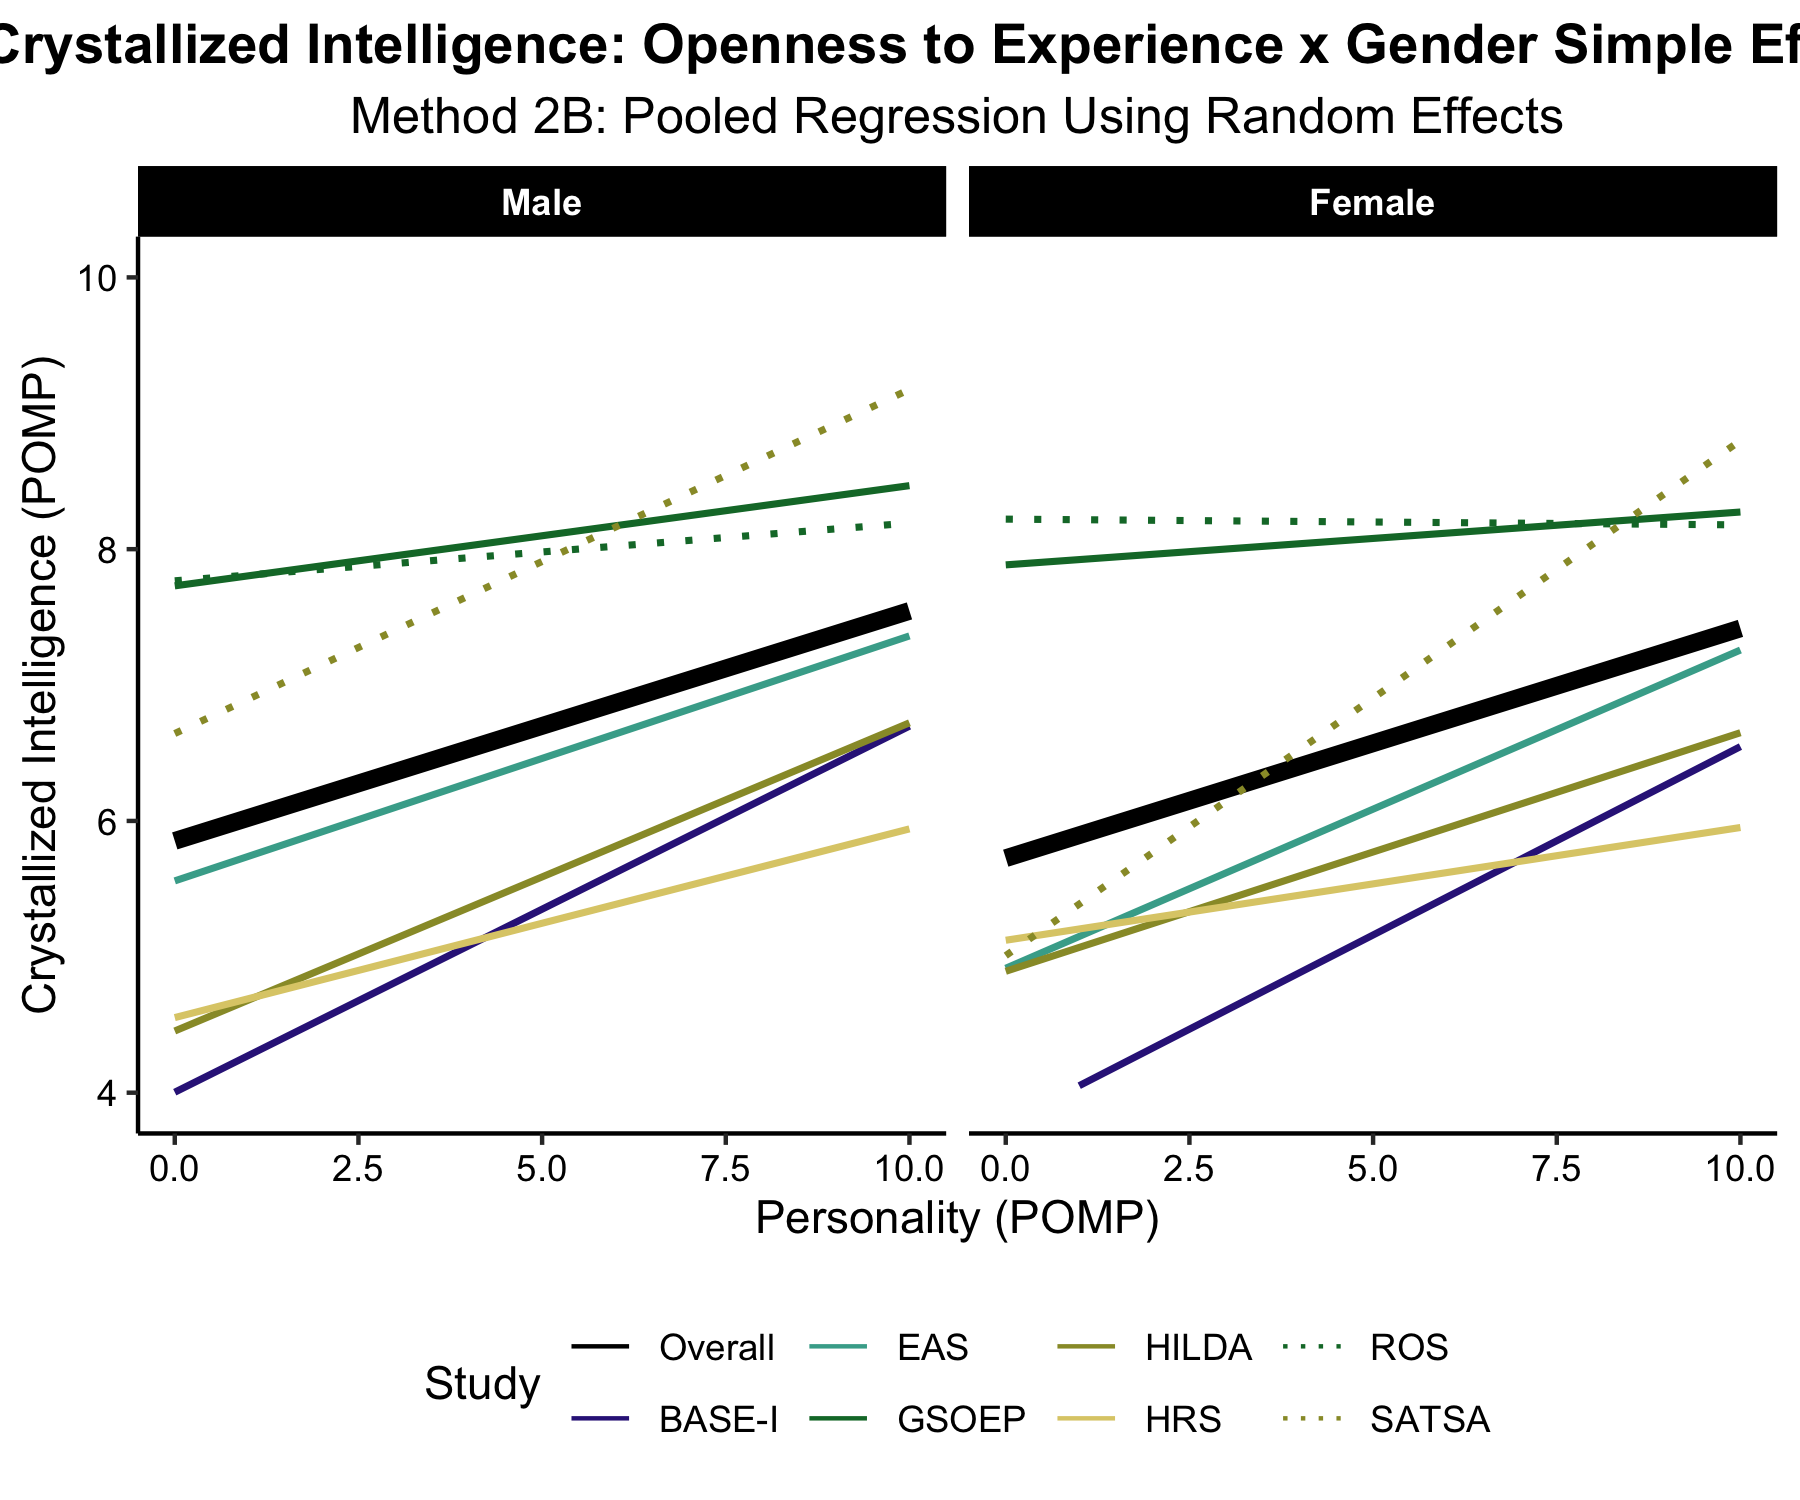 Crystallized Intelligence: Openness to Experience x Gender Simple Ef
Method 2B: Pooled Regression Using Random Effects
Male
Female
Crystallized Intelligence (POMP)
10
8
6
4
0.0 2.5 5.0 7.5 10.0
0.0 2.5 5.0 7.5 10.0
Personality (POMP)
Study
Overall EAS HILDA ROS
BASE-I GSOEP HRS SATSA